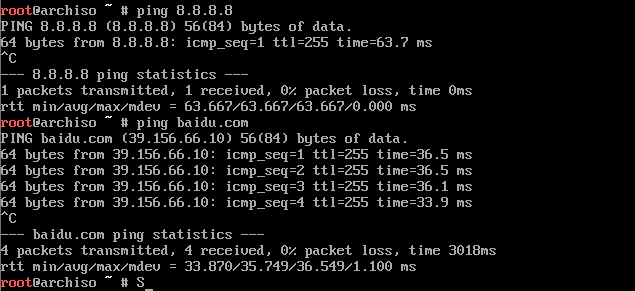 root@archiso ~ # ping 8.8.8.8
PING 8.8.8.8 (8.8.8.8) 56(84) bytes of data.
64 bytes from 8.8.8.8: icmp_seq=1 ttl=255 time=63.7 ms
^C
--- 8.8.8.8 ping statistics ---
1 packets transmitted, 1 received, 0% packet loss, time 0ms
rtt min/avg/max/mdev = 63.667/63.667/63.667/0.000 ms
root@archiso ~ # ping baidu.com
PING baidu.com (39.156.66.10) 56(84) bytes of data.
64 bytes from 39.156.66.10: icmp_seq=1 ttl=255 time=36.5 ms
64 bytes from 39.156.66.10: icmp_seq=2 ttl=255 time=36.5 ms
64 bytes from 39.156.66.10: icmp_seq=3 ttl=255 time=36.1 ms
64 bytes from 39.156.66.10: icmp_seq=4 ttl=255 time=33.9 ms
^C
--- baidu.com ping statistics ---
4 packets transmitted, 4 received, 0% packet loss, time 3018ms
rtt min/avg/max/mdev = 33.870/35.749/36.549/1.100 ms
root@archiso ~ # S_